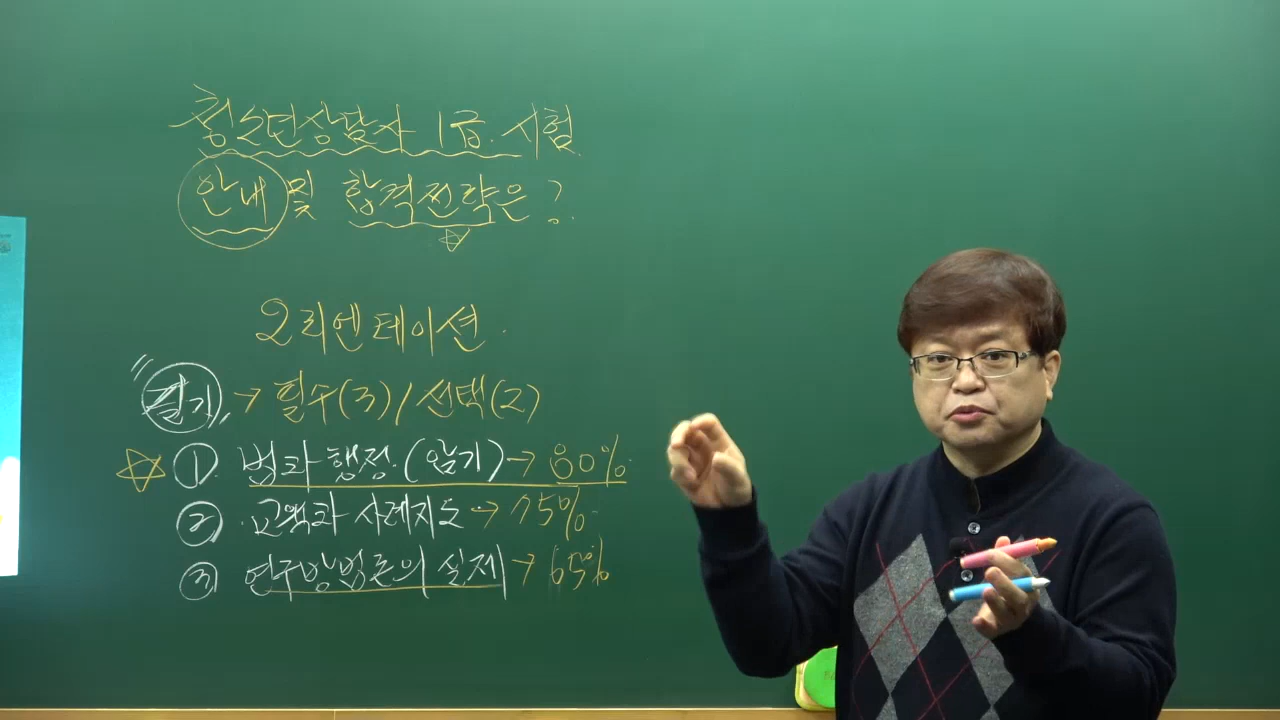 청소년상담사 1급 시험
안내 및 합격전략은?
오리엔테이션
필기 → 필수(3) / 선택(2)
① 법과 행정 (암기) → 80%
② 교육과 사례지도 → 75%
③ 연구방법론의 실제 → 65%